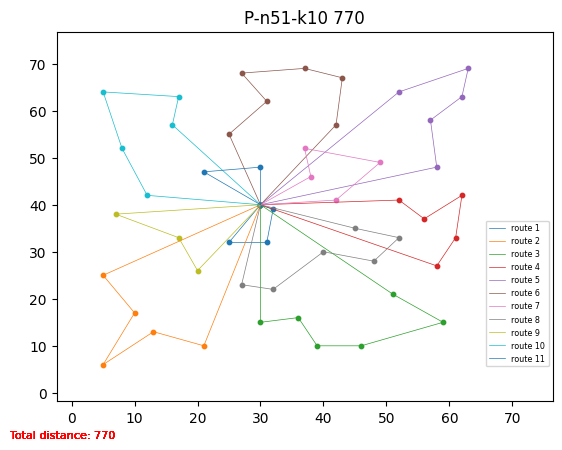 P-n51-k10 770
70
60
50
40
30
20
10
0
0 10 20 30 40 50 60 70
route 1
route 2
route 3
route 4
route 5
route 6
route 7
route 8
route 9
route 10
route 11
Total distance: 770